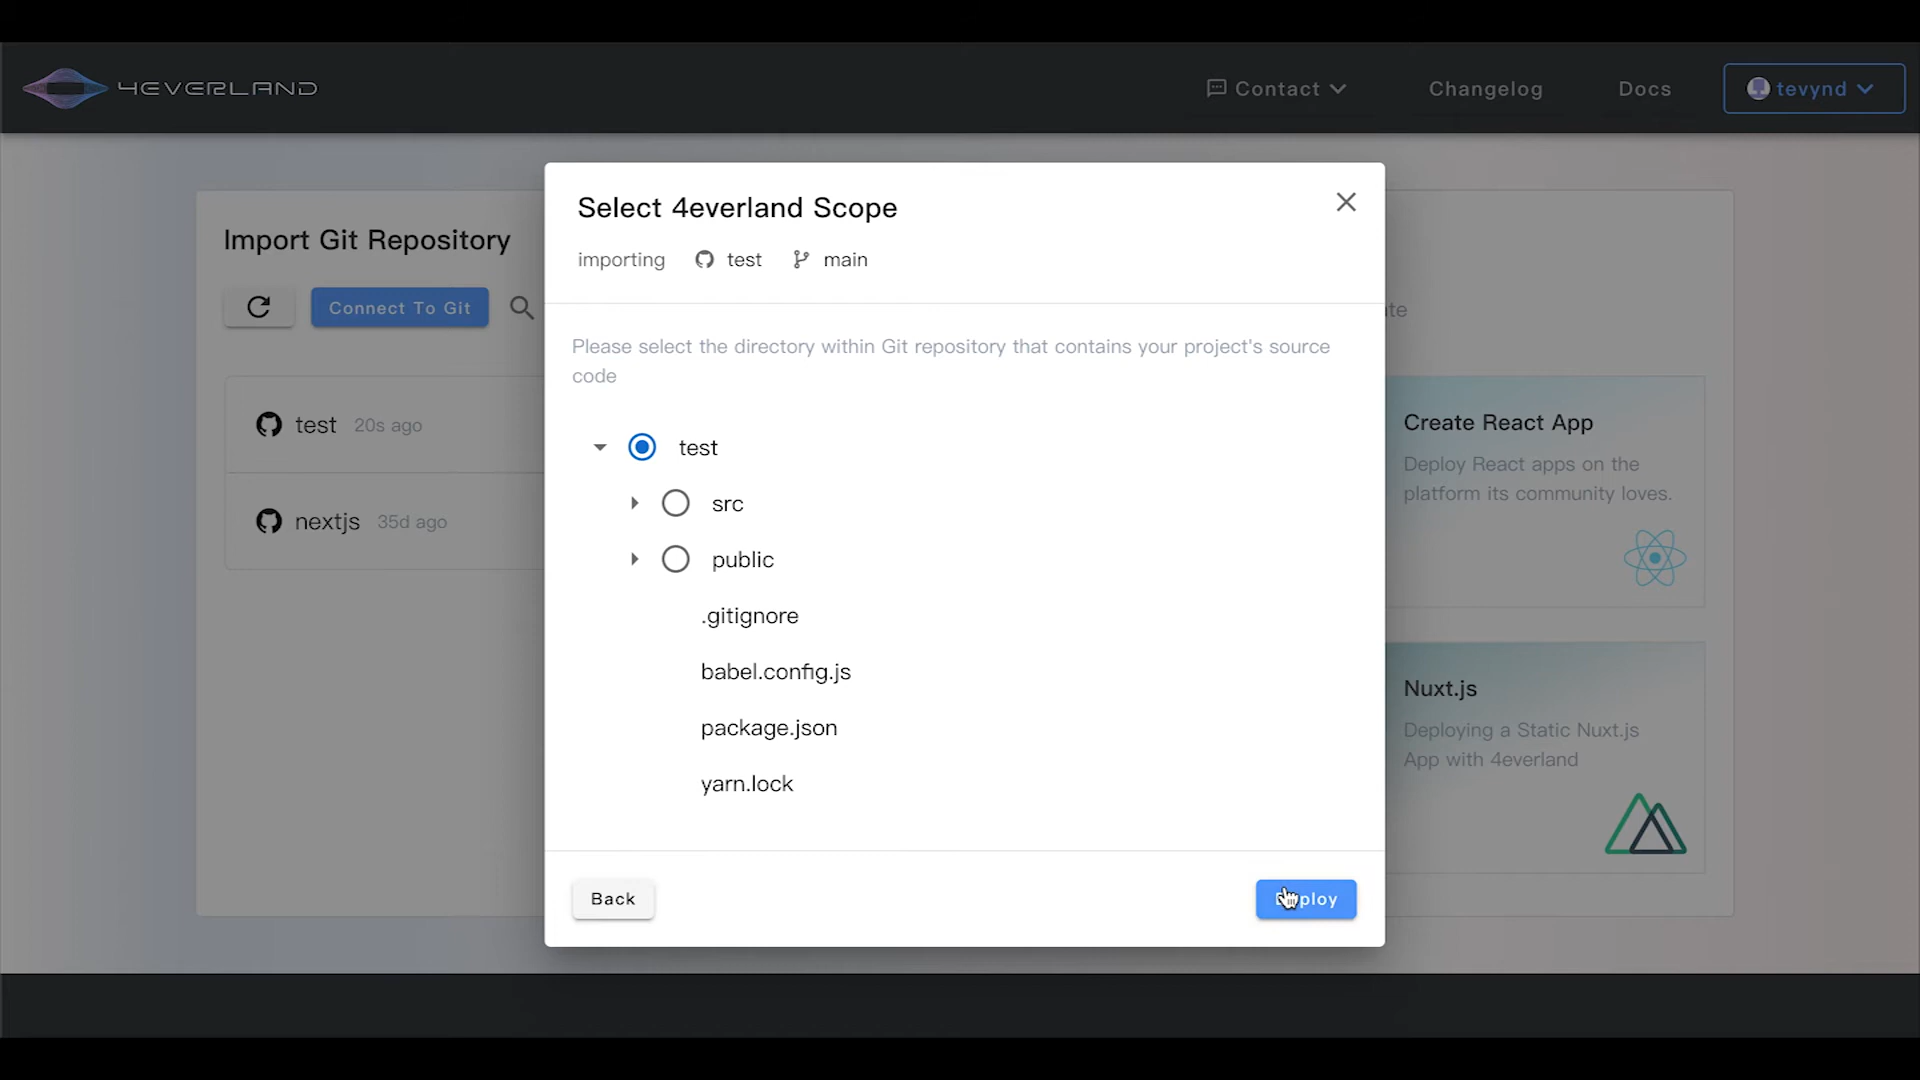 4EVERLAND
Contact
Changelog
Docs
tevynd
Import Git Repository
Connect To Git
test 20s ago
nextjs 35d ago
Select 4everland Scope
importing test main
Please select the directory within Git repository that contains your project's source
code
test
src
public
.gitignore
babel.config.js
package.json
yarn.lock
Back
Create React App
Deploy React apps on the
platform its community loves.
Nuxt.js
Deploying a Static Nuxt.js
App with 4everland